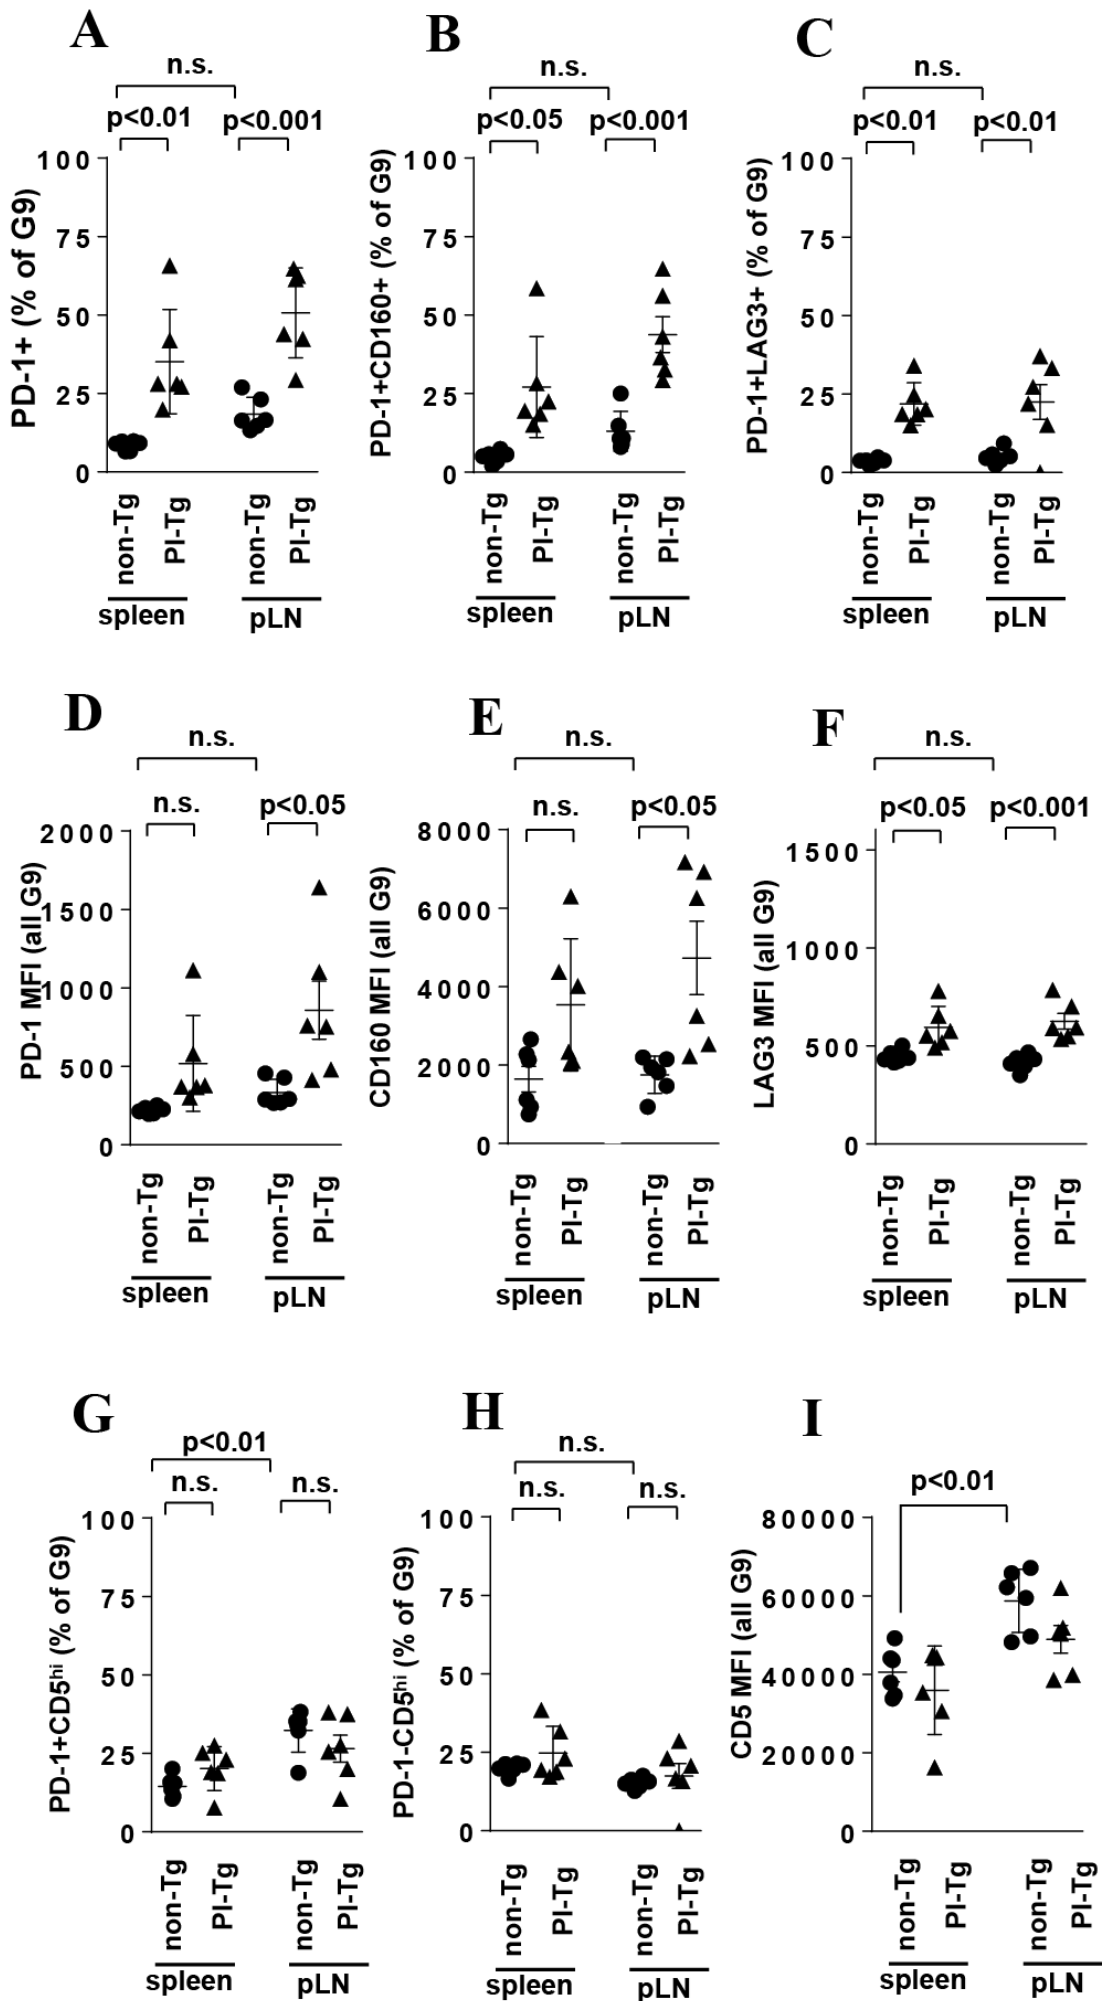 A
B
C
n.s.
n.s.
n.s.
p<0.01
p<0.001
p<0.05
p<0.001
p<0.01
p<0.01
PD-1+ (% of G9)
100
75
50
25
0
PD-1+CD160+ (% of G9)
100
75
50
25
0
PD-1+LAG3+ (% of G9)
100
75
50
25
0
non-Tg
PI-Tg
non-Tg
PI-Tg
non-Tg
PI-Tg
non-Tg
PI-Tg
non-Tg
PI-Tg
non-Tg
PI-Tg
spleen
pLN
spleen
pLN
spleen
pLN
D
E
F
n.s.
n.s.
n.s.
n.s.
p<0.05
n.s.
p<0.05
p<0.05
p<0.001
PD-1 MFI (all G9)
2000
1500
1000
500
0
CD160 MFI (all G9)
8000
6000
4000
2000
0
LAG3 MFI (all G9)
1500
1000
500
0
non-Tg
PI-Tg
non-Tg
PI-Tg
non-Tg
PI-Tg
non-Tg
PI-Tg
non-Tg
PI-Tg
non-Tg
PI-Tg
spleen
pLN
spleen
pLN
spleen
pLN
G
H
I
p<0.01
n.s.
p<0.01
n.s.
n.s.
n.s.
n.s.
PD-1+CD5hi (% of G9)
100
75
50
25
0
PD-1-CD5hi (% of G9)
100
75
50
25
0
CD5 MFI (all G9)
80000
60000
40000
20000
0
non-Tg
PI-Tg
non-Tg
PI-Tg
non-Tg
PI-Tg
non-Tg
PI-Tg
non-Tg
PI-Tg
non-Tg
PI-Tg
spleen
pLN
spleen
pLN
spleen
pLN